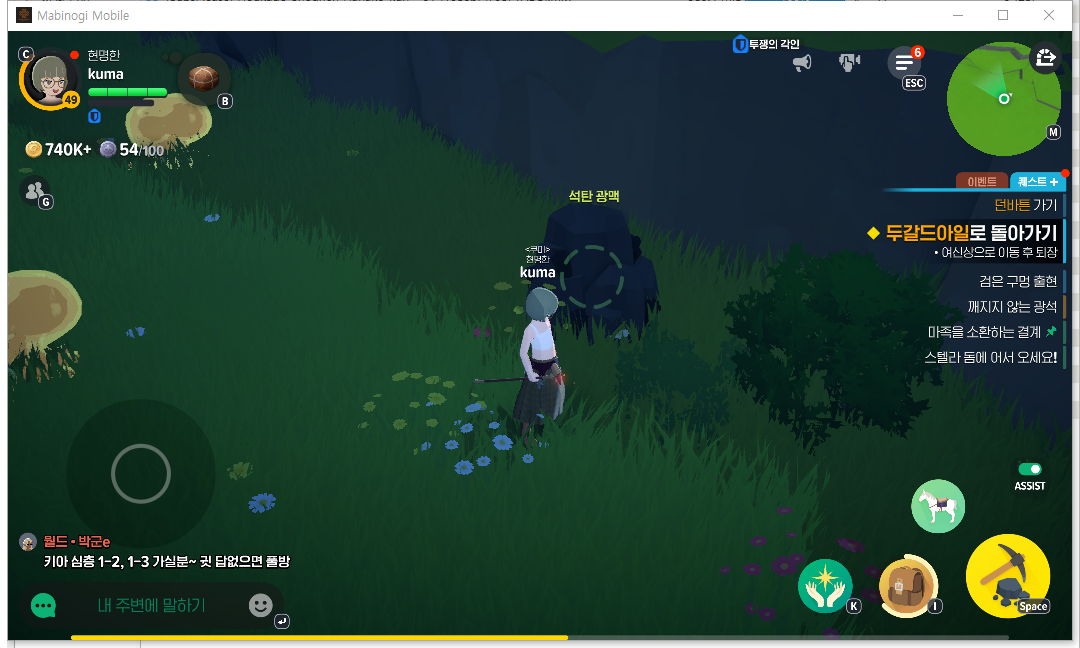 Mabinogi Mobile
C
현명한
kuma
49
B
740K+
54/100
G
투쟁의 각인
6
ESC
M
이벤트
퀘스트 +
던바튼 가기
두갈드아일로 돌아가기
• 여신상으로 이동 후 퇴장
검은 구멍 출현
깨지지 않는 광석
마족을 소환하는 결계
스텔라 돔에 어서 오세요!
석탄 광맥
<쿠마>
현명한
kuma
ASSIST
월드 • 박군e
키아 심층 1-2, 1-3 가실분~ 귓 답없으면 풀방
내 주변에 말하기
K
I
Space